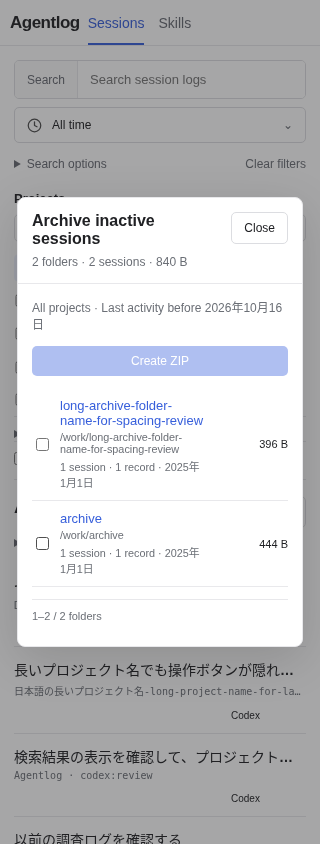 Agentlog Sessions Skills
Search Search session logs
All time
Search options Clear filters
Projects
Archive inactive
sessions
Close
2 folders · 2 sessions · 840 B
All projects · Last activity before 2026年10月16
日
Create ZIP
long-archive-folder-
name-for-spacing-review
/work/long-archive-folder-
name-for-spacing-review
396 B
1 session · 1 record · 2025年
1月1日
archive
/work/archive
444 B
1 session · 1 record · 2025年
1月1日
1–2 / 2 folders
長いプロジェクト名でも操作ボタンが隠れ…
日本語の長いプロジェクト名-long-project-name-for-la…
Codex
検索結果の表示を確認して、プロジェクト…
Agentlog · codex:review
Codex
以前の調査ログを確認する